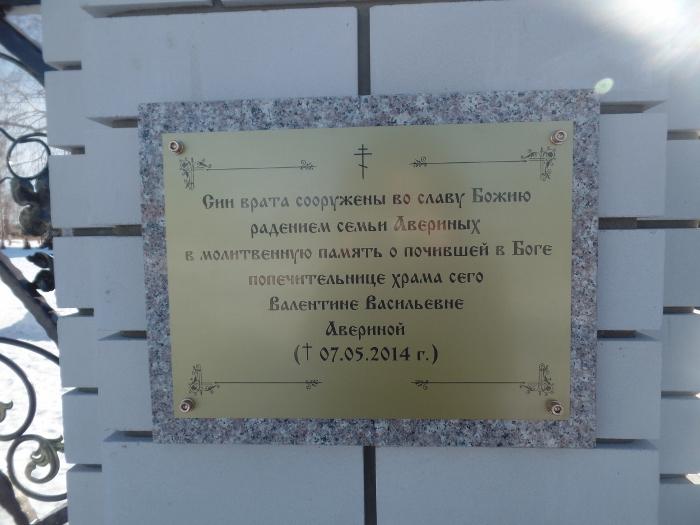 Сии врата сооружены во славу Божию
радением семьи Авериных
в молитвенную память о почившей в Боге
попечительнице храма сего
Валентине Васильевне
Авериной
(† 07.05.2014 г.)